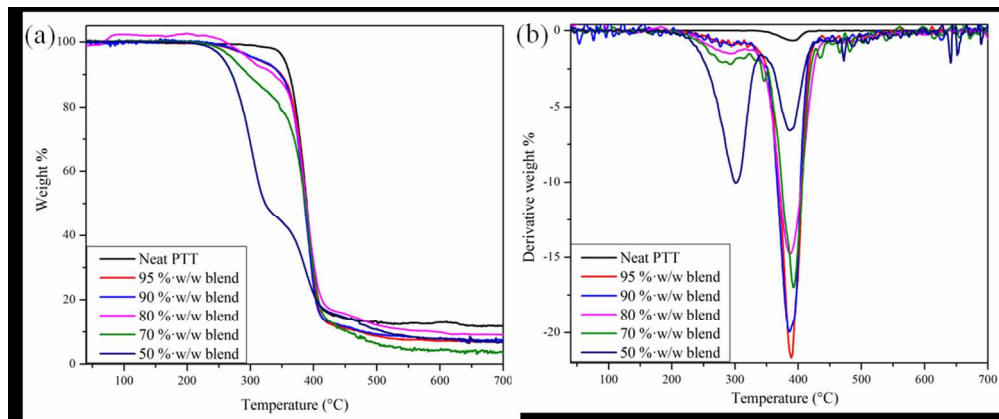 (a)
100
80
60
40
20
0
Weight %
Neat PTT
95 %·w/w blend
90 %·w/w blend
80 %·w/w blend
70 %·w/w blend
50 %·w/w blend
100 200 300 400 500 600 700
Temperature (°C)
(b)
0
-5
-10
-15
-20
Derivative weight %
Neat PTT
95 %·w/w blend
90 %·w/w blend
80 %·w/w blend
70 %·w/w blend
50 %·w/w blend
100 200 300 400 500 600 700
Temperature (°C)